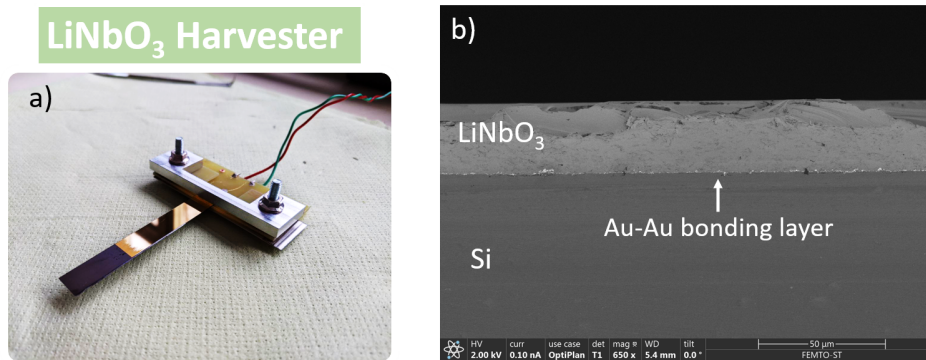 LiNbO₃ Harvester
a)
b)
LiNbO₃
Au-Au bonding layer
Si
HV curr use case det mag ⌗ WD tilt
2.00 kV 0.10 nA OptiPlan T1 650 x 5.4 mm 0.0 °
50 µm
FEMTO-ST